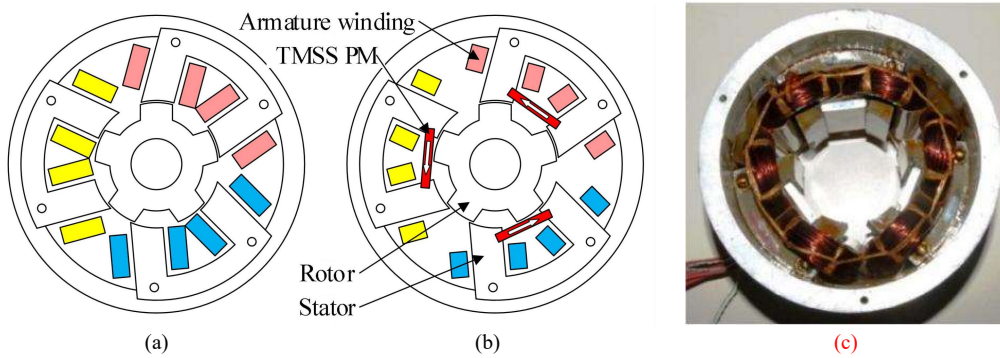 Armature winding
TMSS PM
Rotor
Stator
(a)
(b)
(c)